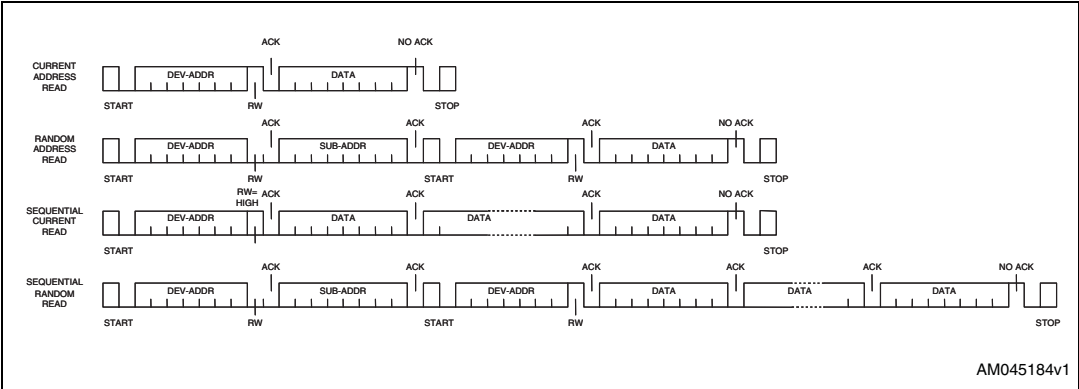 ACK NO ACK
CURRENT
ADDRESS
READ
DEV-ADDR DATA
START RW STOP
ACK ACK ACK NO ACK
RANDOM
ADDRESS
READ
DEV-ADDR SUB-ADDR DEV-ADDR DATA
START RW START RW STOP
RW=
HIGH
ACK ACK ACK NO ACK
SEQUENTIAL
CURRENT
READ
DEV-ADDR DATA DATA DATA
START STOP
ACK ACK ACK ACK ACK NO ACK
SEQUENTIAL
RANDOM
READ
DEV-ADDR SUB-ADDR DEV-ADDR DATA DATA DATA
START RW START RW STOP
AM045184v1